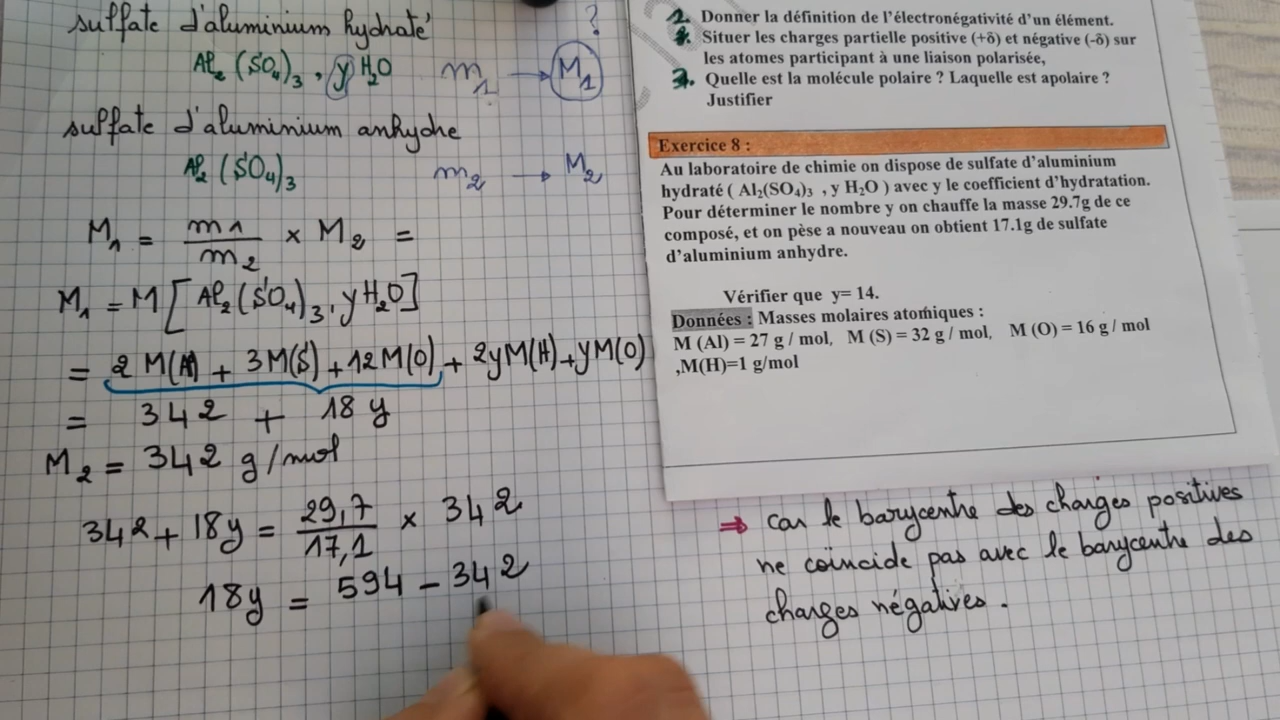 sulfate d'aluminium hydraté ?
Al₂(SO₄)₃ , y H₂O m₁ → M₁
sulfate d'aluminium anhydre
Al₂(SO₄)₃ m₂ → M₂
M₁ = m₁/m₂ × M₂ =
M₁ = M[Al₂(SO₄)₃, yH₂O]
= 2 M(Al) + 3M(S) + 12M(O) + 2yM(H) + yM(O)
= 342 + 18 y
M₂ = 342 g/mol
342 + 18y = 29,7/17,1 × 342
18y = 594 - 342
2. Donner la définition de l'électronégativité d'un élément.
Situer les charges partielle positive (+δ) et négative (-δ) sur
les atomes participant à une liaison polarisée,
3. Quelle est la molécule polaire ? Laquelle est apolaire ?
Justifier
Exercice 8 :
Au laboratoire de chimie on dispose de sulfate d'aluminium
hydraté ( Al₂(SO₄)₃ , y H₂O ) avec y le coefficient d'hydratation.
Pour déterminer le nombre y on chauffe la masse 29.7g de ce
composé, et on pèse a nouveau on obtient 17.1g de sulfate
d'aluminium anhydre.
Vérifier que y= 14.
Données : Masses molaires atomiques :
M (Al) = 27 g / mol, M (S) = 32 g / mol, M (O) = 16 g / mol
,M(H)=1 g/mol
⇒ car le barycentre des charges positives
ne coïncide pas avec le barycentre des
charges négatives.